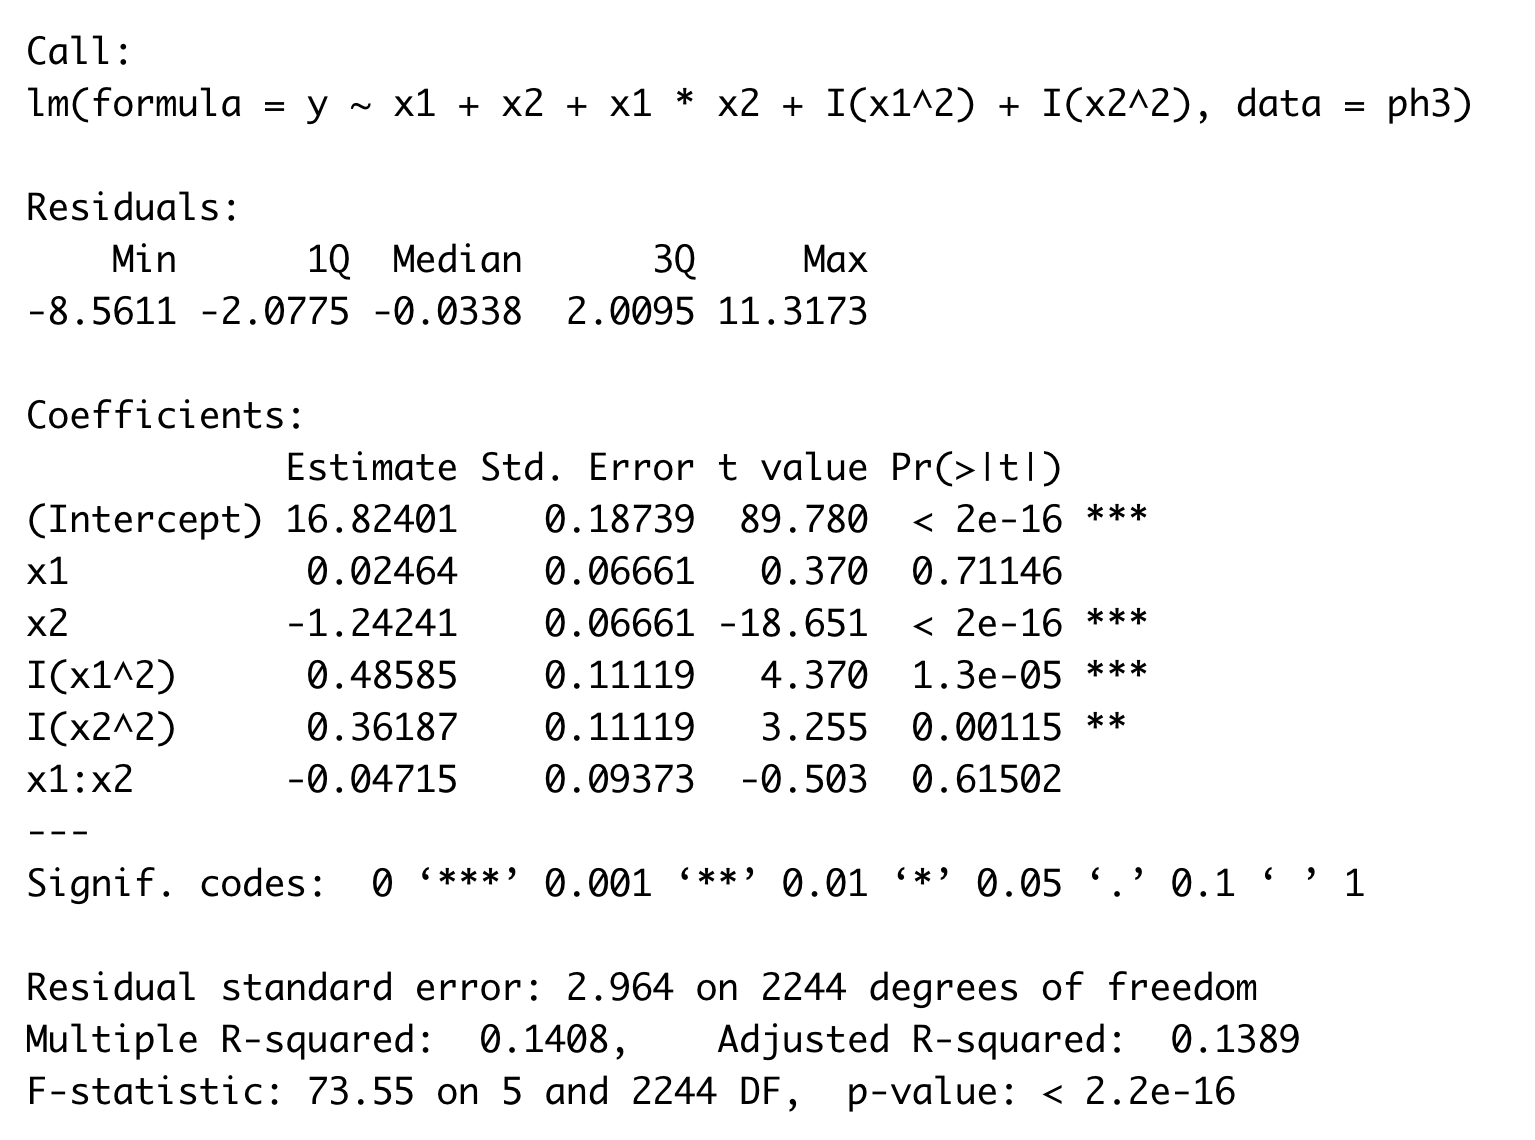 Call:
lm(formula = y ~ x1 + x2 + x1 * x2 + I(x1^2) + I(x2^2), data = ph3)
Residuals:
    Min      1Q  Median      3Q     Max
-8.5611 -2.0775 -0.0338  2.0095 11.3173
Coefficients:
            Estimate Std. Error t value Pr(>|t|)
(Intercept) 16.82401    0.18739  89.780  < 2e-16 ***
x1           0.02464    0.06661   0.370  0.71146
x2          -1.24241    0.06661 -18.651  < 2e-16 ***
I(x1^2)      0.48585    0.11119   4.370  1.3e-05 ***
I(x2^2)      0.36187    0.11119   3.255  0.00115 **
x1:x2       -0.04715    0.09373  -0.503  0.61502
---
Signif. codes:  0 ‘***’ 0.001 ‘**’ 0.01 ‘*’ 0.05 ‘.’ 0.1 ‘ ’ 1
Residual standard error: 2.964 on 2244 degrees of freedom
Multiple R-squared:  0.1408,    Adjusted R-squared:  0.1389
F-statistic: 73.55 on 5 and 2244 DF,  p-value: < 2.2e-16